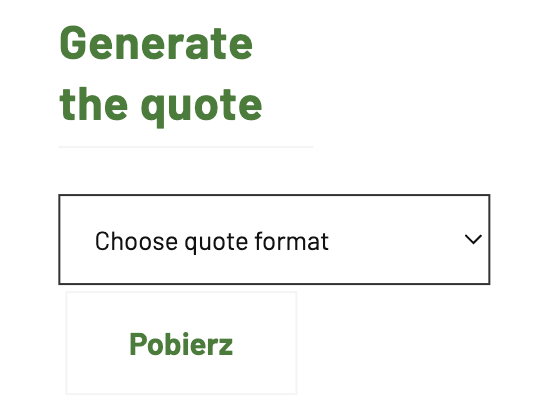 Generate
the quote
Choose quote format
Pobierz